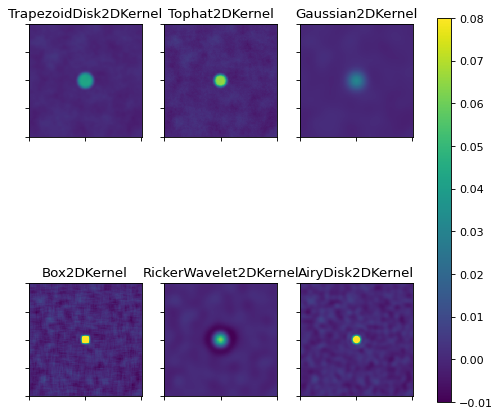 TrapezoidDisk2DKernel
Tophat2DKernel
Gaussian2DKernel
Box2DKernel
RickerWavelet2DKernel
AiryDisk2DKernel
0.08
0.07
0.06
0.05
0.04
0.03
0.02
0.01
0.00
−0.01